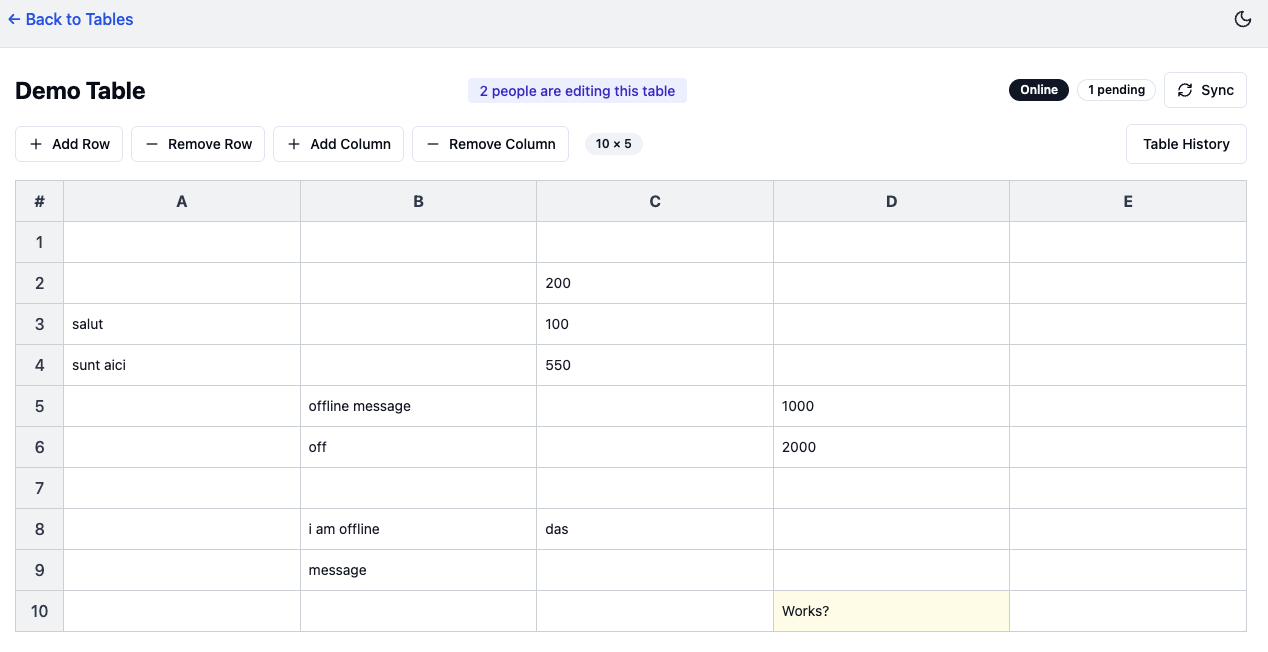 ← Back to Tables
Demo Table
2 people are editing this table
Online
1 pending
Sync
+ Add Row
− Remove Row
+ Add Column
− Remove Column
10 × 5
Table History
# A B C D E
1
2 200
3 salut 100
4 sunt aici 550
5 offline message 1000
6 off 2000
7
8 i am offline das
9 message
10 Works?